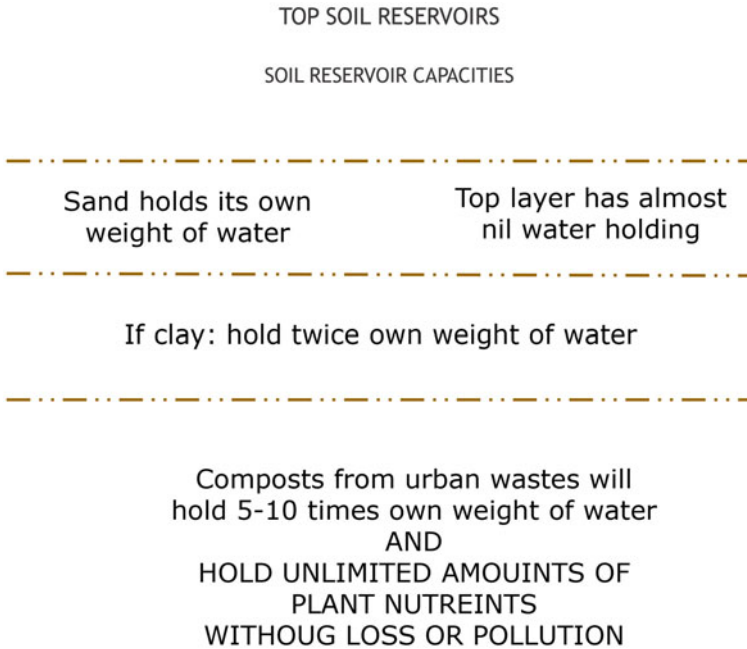 TOP SOIL RESERVOIRS
SOIL RESERVOIR CAPACITIES
Sand holds its own
weight of water
Top layer has almost
nil water holding
If clay: hold twice own weight of water
Composts from urban wastes will
hold 5-10 times own weight of water
AND
HOLD UNLIMITED AMOUINTS OF
PLANT NUTREINTS
WITHOUG LOSS OR POLLUTION